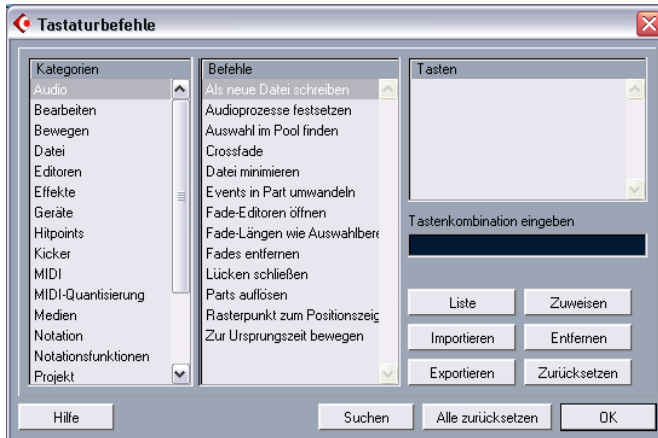 Tastaturbefehle
Kategorien
Audio
Bearbeiten
Bewegen
Datei
Editoren
Effekte
Geräte
Hitpoints
Kicker
MIDI
MIDI-Quantisierung
Medien
Notation
Notationsfunktionen
Projekt
Befehle
Als neue Datei schreiben
Audioprozesse festsetzen
Auswahl im Pool finden
Crossfade
Datei minimieren
Events in Part umwandeln
Fade-Editoren öffnen
Fade-Längen wie Auswahlbere
Fades entfernen
Lücken schließen
Parts auflösen
Rasterpunkt zum Positionszeig
Zur Ursprungszeit bewegen
Tasten
Tastenkombination eingeben
Liste
Zuweisen
Importieren
Entfernen
Exportieren
Zurücksetzen
Hilfe
Suchen
Alle zurücksetzen
OK